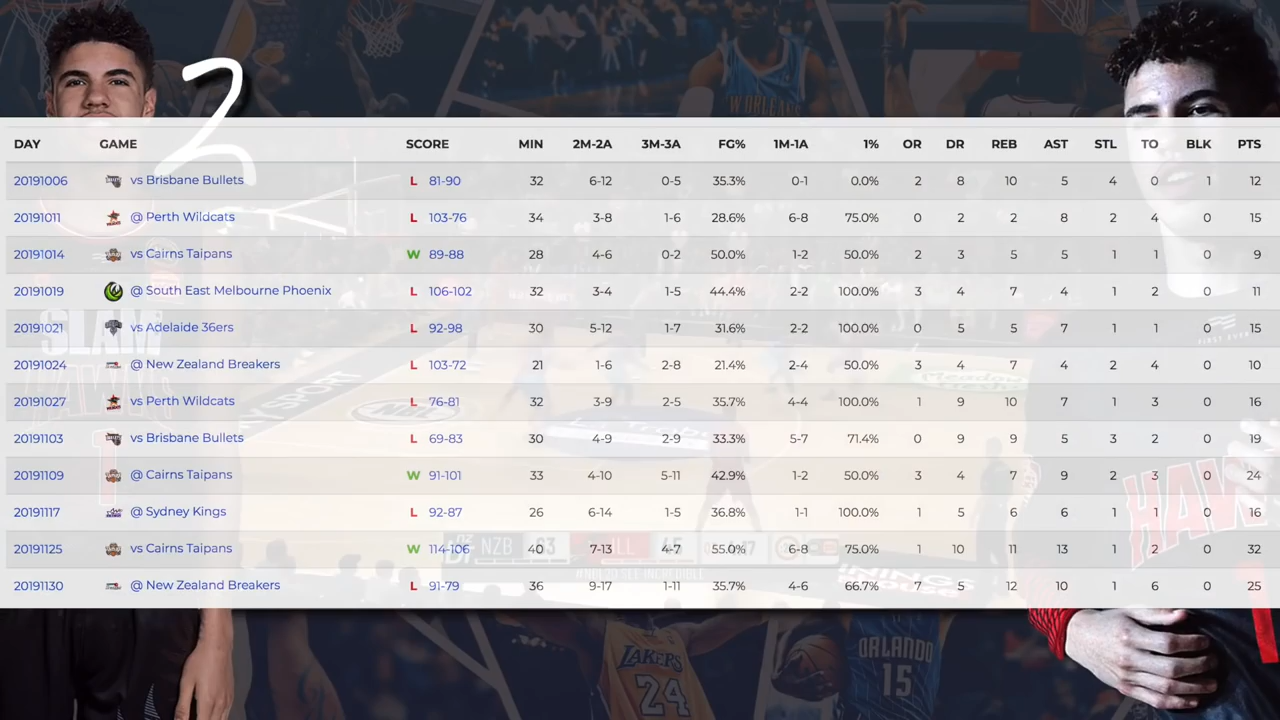 2
DAY GAME SCORE MIN 2M-2A 3M-3A FG% 1M-1A 1% OR DR REB AST STL TO BLK PTS
20191006 vs Brisbane Bullets L 81-90 32 6-12 0-5 35.3% 0-1 0.0% 2 8 10 5 4 0 1 12
20191011 @ Perth Wildcats L 103-76 34 3-8 1-6 28.6% 6-8 75.0% 0 2 2 8 2 4 0 15
20191014 vs Cairns Taipans W 89-88 28 4-6 0-2 50.0% 1-2 50.0% 2 3 5 5 1 1 0 9
20191019 @ South East Melbourne Phoenix L 106-102 32 3-4 1-5 44.4% 2-2 100.0% 3 4 7 4 1 2 0 11
20191021 vs Adelaide 36ers L 92-98 30 5-12 1-7 31.6% 2-2 100.0% 0 5 5 7 1 1 0 15
20191024 @ New Zealand Breakers L 103-72 21 1-6 2-8 21.4% 2-4 50.0% 3 4 7 4 2 4 0 10
20191027 vs Perth Wildcats L 76-81 32 3-9 2-5 35.7% 4-4 100.0% 1 9 10 7 1 3 0 16
20191103 vs Brisbane Bullets L 69-83 30 4-9 2-9 33.3% 5-7 71.4% 0 9 9 5 3 2 0 19
20191109 @ Cairns Taipans W 91-101 33 4-10 5-11 42.9% 1-2 50.0% 3 4 7 9 2 3 0 24
20191117 @ Sydney Kings L 92-87 26 6-14 1-5 36.8% 1-1 100.0% 1 5 6 6 1 1 0 16
20191125 vs Cairns Taipans W 114-106 40 7-13 4-7 55.0% 6-8 75.0% 1 10 11 13 1 2 0 32
20191130 @ New Zealand Breakers L 91-79 36 9-17 1-11 35.7% 4-6 66.7% 7 5 12 10 1 6 0 25
SLAM
HAW
NZB
LAKERS
24
ORLANDO
15